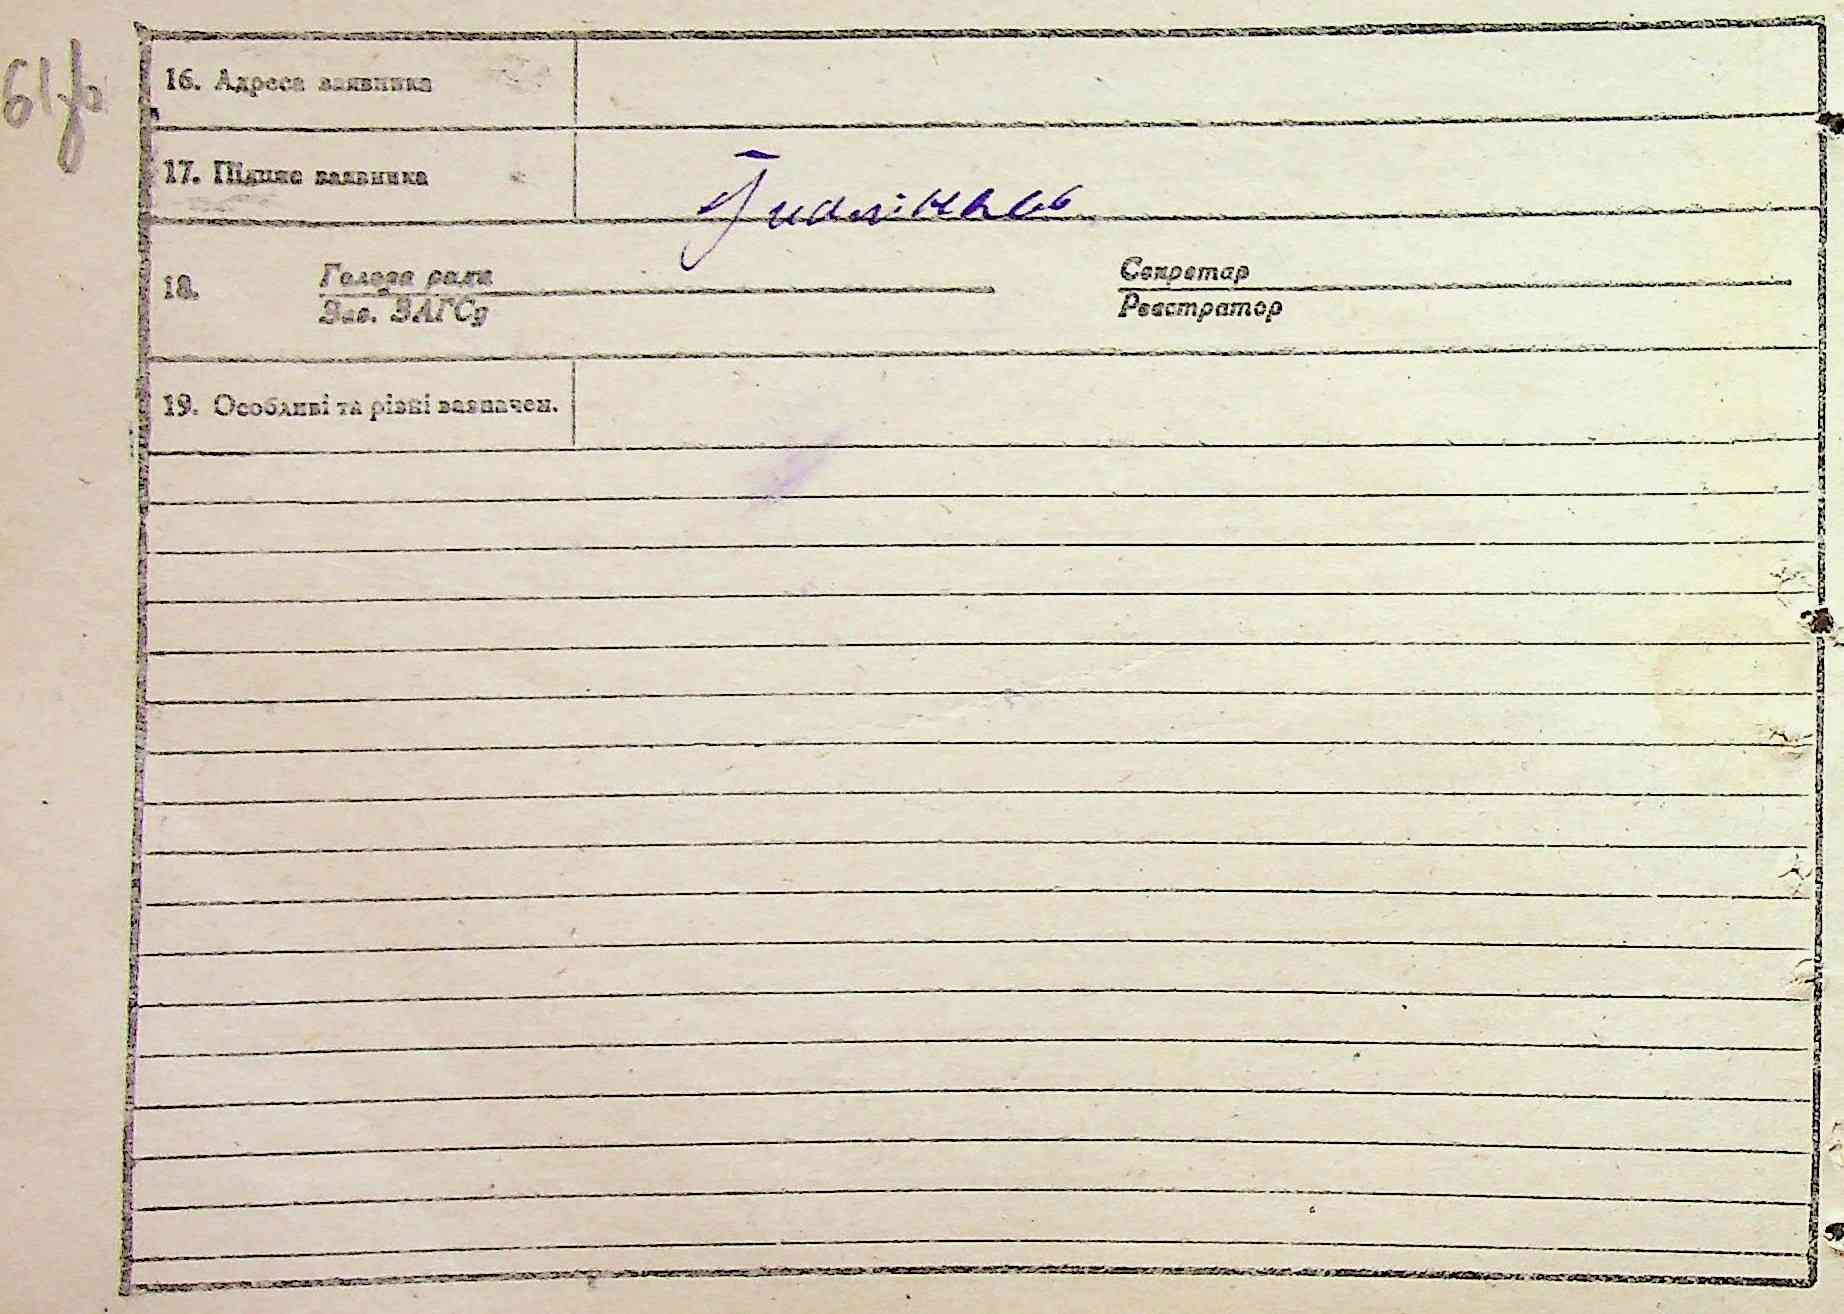 61зв
16. Адреса заявника
17. Підпис заявника
18. Голова ради Секретар
Зав. ЗАГСу Реєстратор
19. Особливі та різні зазначен.